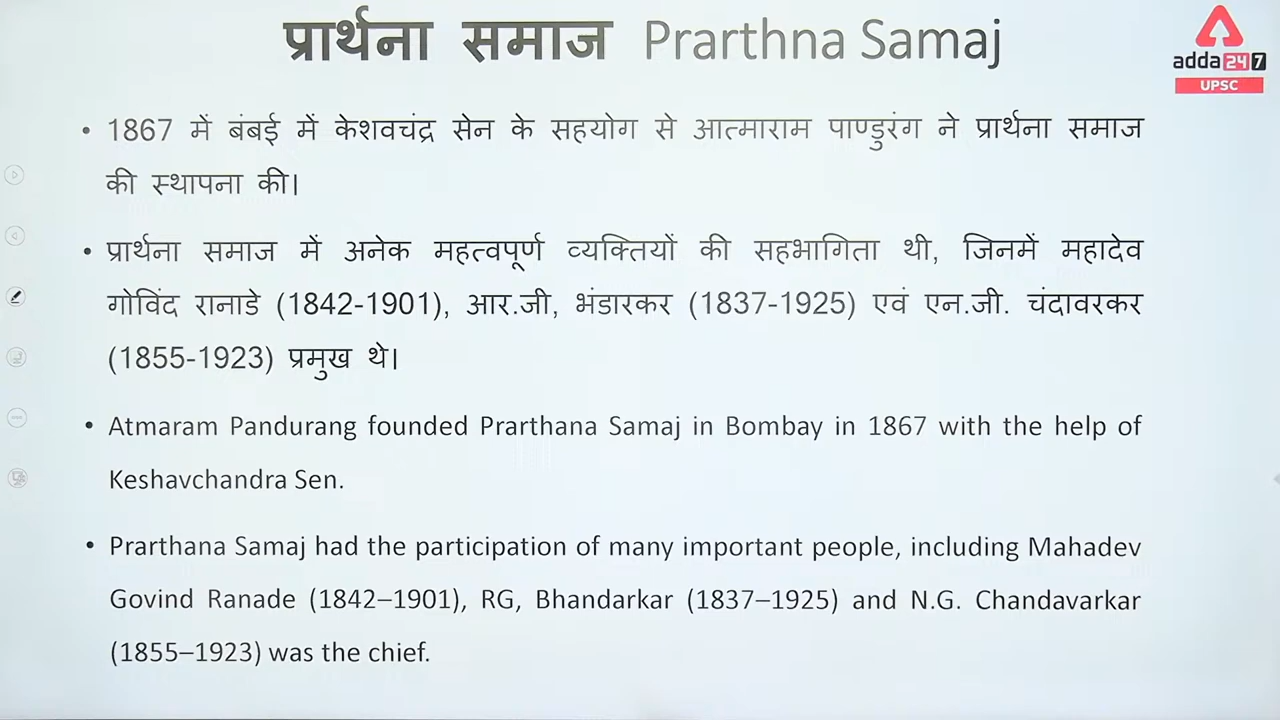 प्रार्थना समाज Prarthna Samaj
adda 247
UPSC
• 1867 में बंबई में केशवचंद्र सेन के सहयोग से आत्माराम पाण्डुरंग ने प्रार्थना समाज
की स्थापना की।
• प्रार्थना समाज में अनेक महत्वपूर्ण व्यक्तियों की सहभागिता थी, जिनमें महादेव
गोविंद रानाडे (1842-1901), आर.जी, भंडारकर (1837-1925) एवं एन.जी. चंदावरकर
(1855-1923) प्रमुख थे।
• Atmaram Pandurang founded Prarthana Samaj in Bombay in 1867 with the help of
Keshavchandra Sen.
• Prarthana Samaj had the participation of many important people, including Mahadev
Govind Ranade (1842–1901), RG, Bhandarkar (1837–1925) and N.G. Chandavarkar
(1855–1923) was the chief.